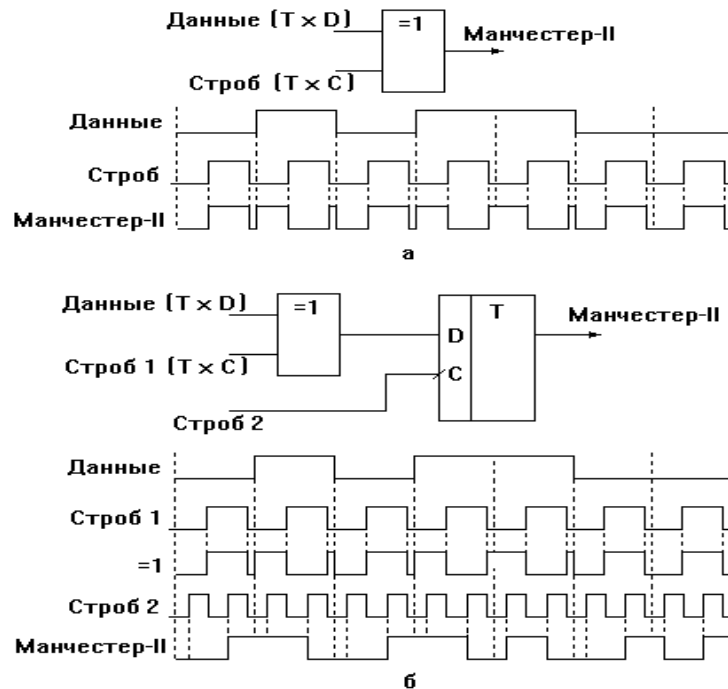 Данные (T x D)
=1
Манчестер-II
Строб (T x C)
Данные
Строб
Манчестер-II
а
Данные (T x D)
=1
T
Манчестер-II
D
Строб 1 (T x C)
C
Строб 2
Данные
Строб 1
=1
Строб 2
Манчестер-II
б